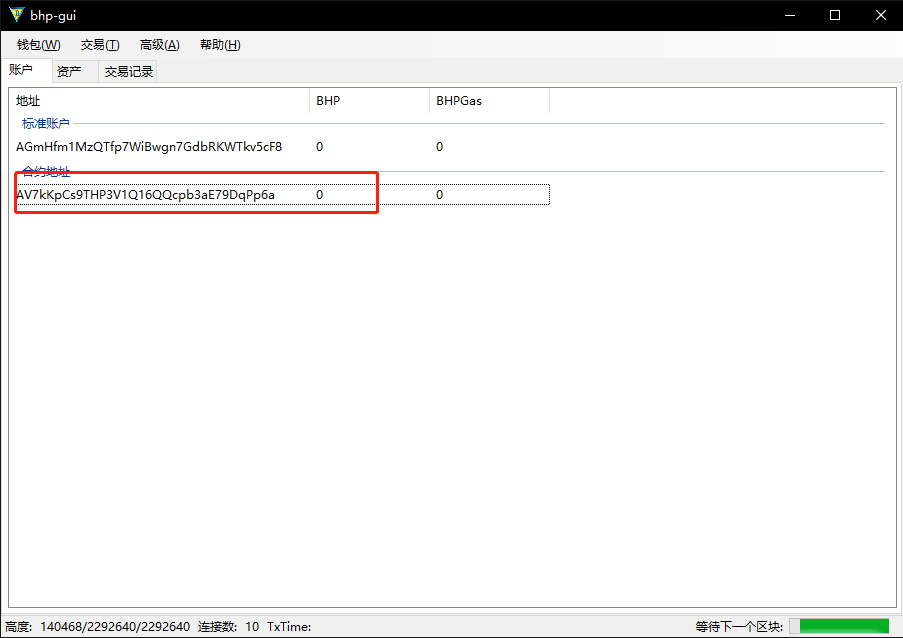 bhp-gui
钱包(W) 交易(T) 高级(A) 帮助(H)
账户 资产 交易记录
地址 BHP BHPGas
标准账户
AGmHfm1MzQTfp7WiBwgn7GdbRKWTkv5cF8 0 0
合约地址
AV7kKpCs9THP3V1Q16QQcpb3aE79DqPp6a 0 0
高度: 140468/2292640/2292640 连接数: 10 TxTime: 等待下一个区块: